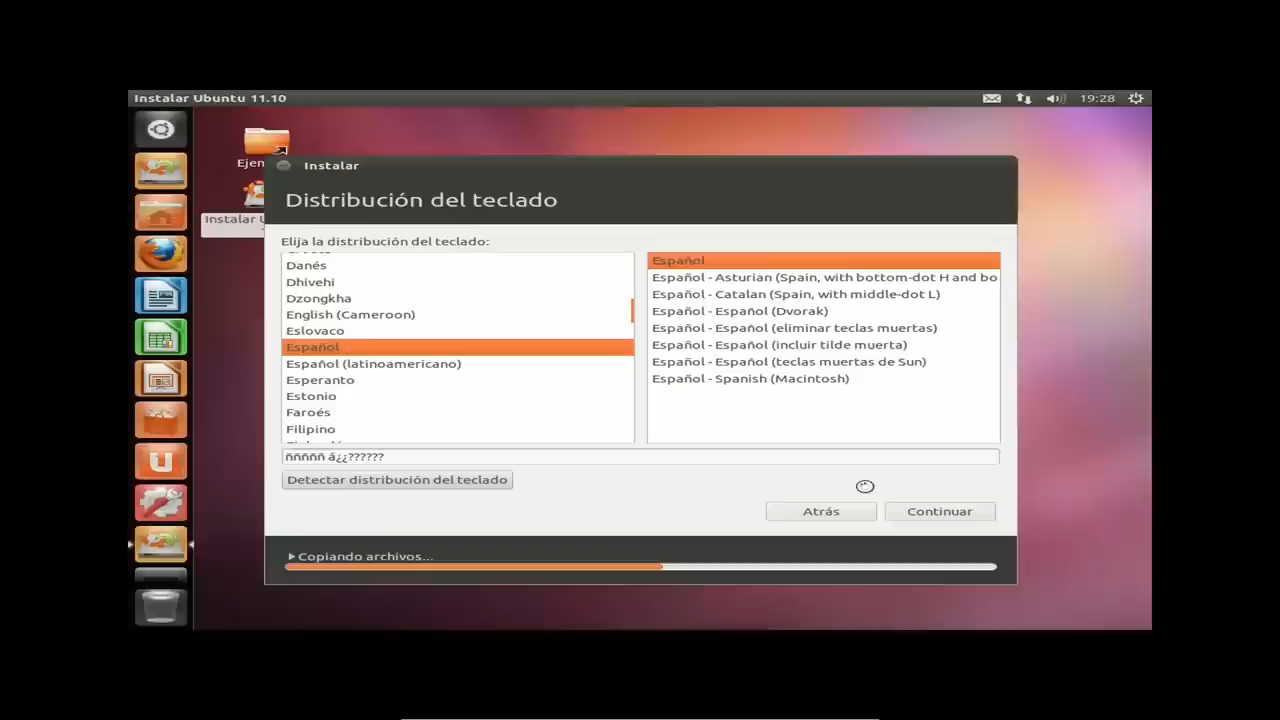 Instalar Ubuntu 11.10
19:28
Ejem
Instalar U
Instalar
Distribución del teclado
Elija la distribución del teclado:
Danés
Dhivehi
Dzongkha
English (Cameroon)
Eslovaco
Español
Español (latinoamericano)
Esperanto
Estonio
Faroés
Filipino
Español
Español - Asturian (Spain, with bottom-dot H and bo
Español - Catalan (Spain, with middle-dot L)
Español - Español (Dvorak)
Español - Español (eliminar teclas muertas)
Español - Español (incluir tilde muerta)
Español - Español (teclas muertas de Sun)
Español - Spanish (Macintosh)
ñññññ á¿¿??????
Detectar distribución del teclado
Atrás
Continuar
Copiando archivos...